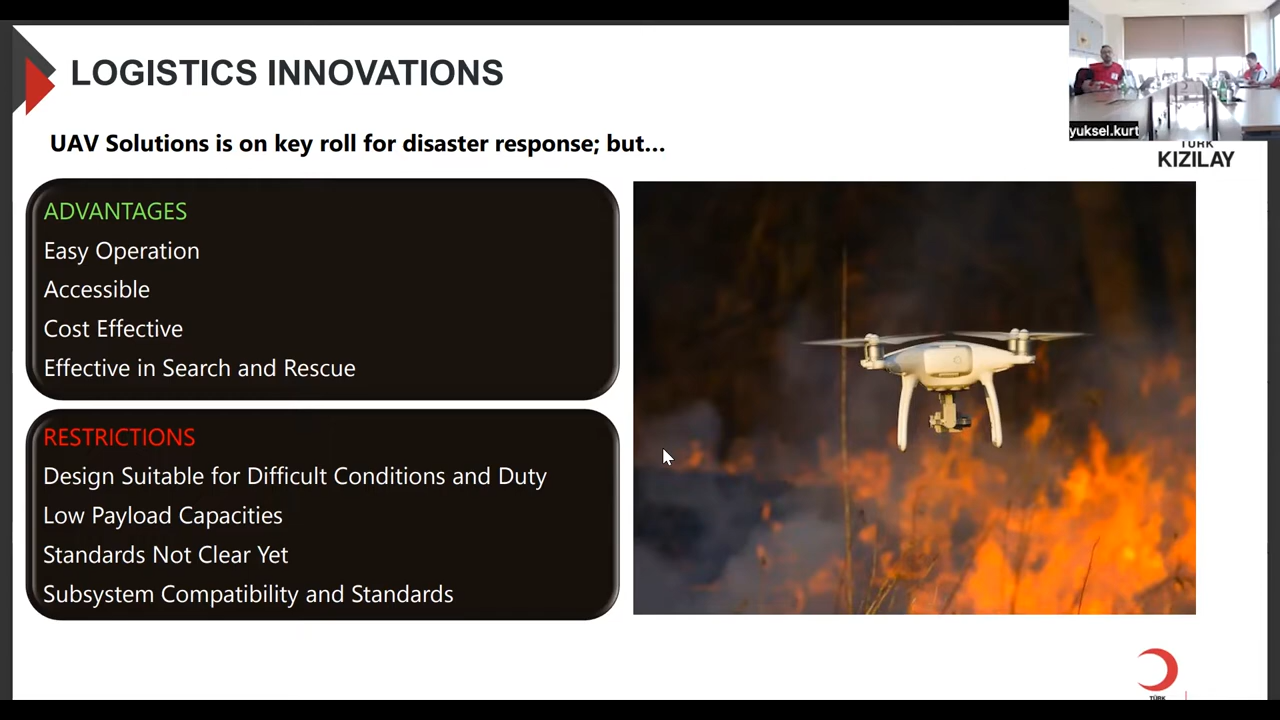 LOGISTICS INNOVATIONS
UAV Solutions is on key roll for disaster response; but...
yuksel.kurt
TÜRK
KIZILAY
ADVANTAGES
Easy Operation
Accessible
Cost Effective
Effective in Search and Rescue
RESTRICTIONS
Design Suitable for Difficult Conditions and Duty
Low Payload Capacities
Standards Not Clear Yet
Subsystem Compatibility and Standards
TÜRK